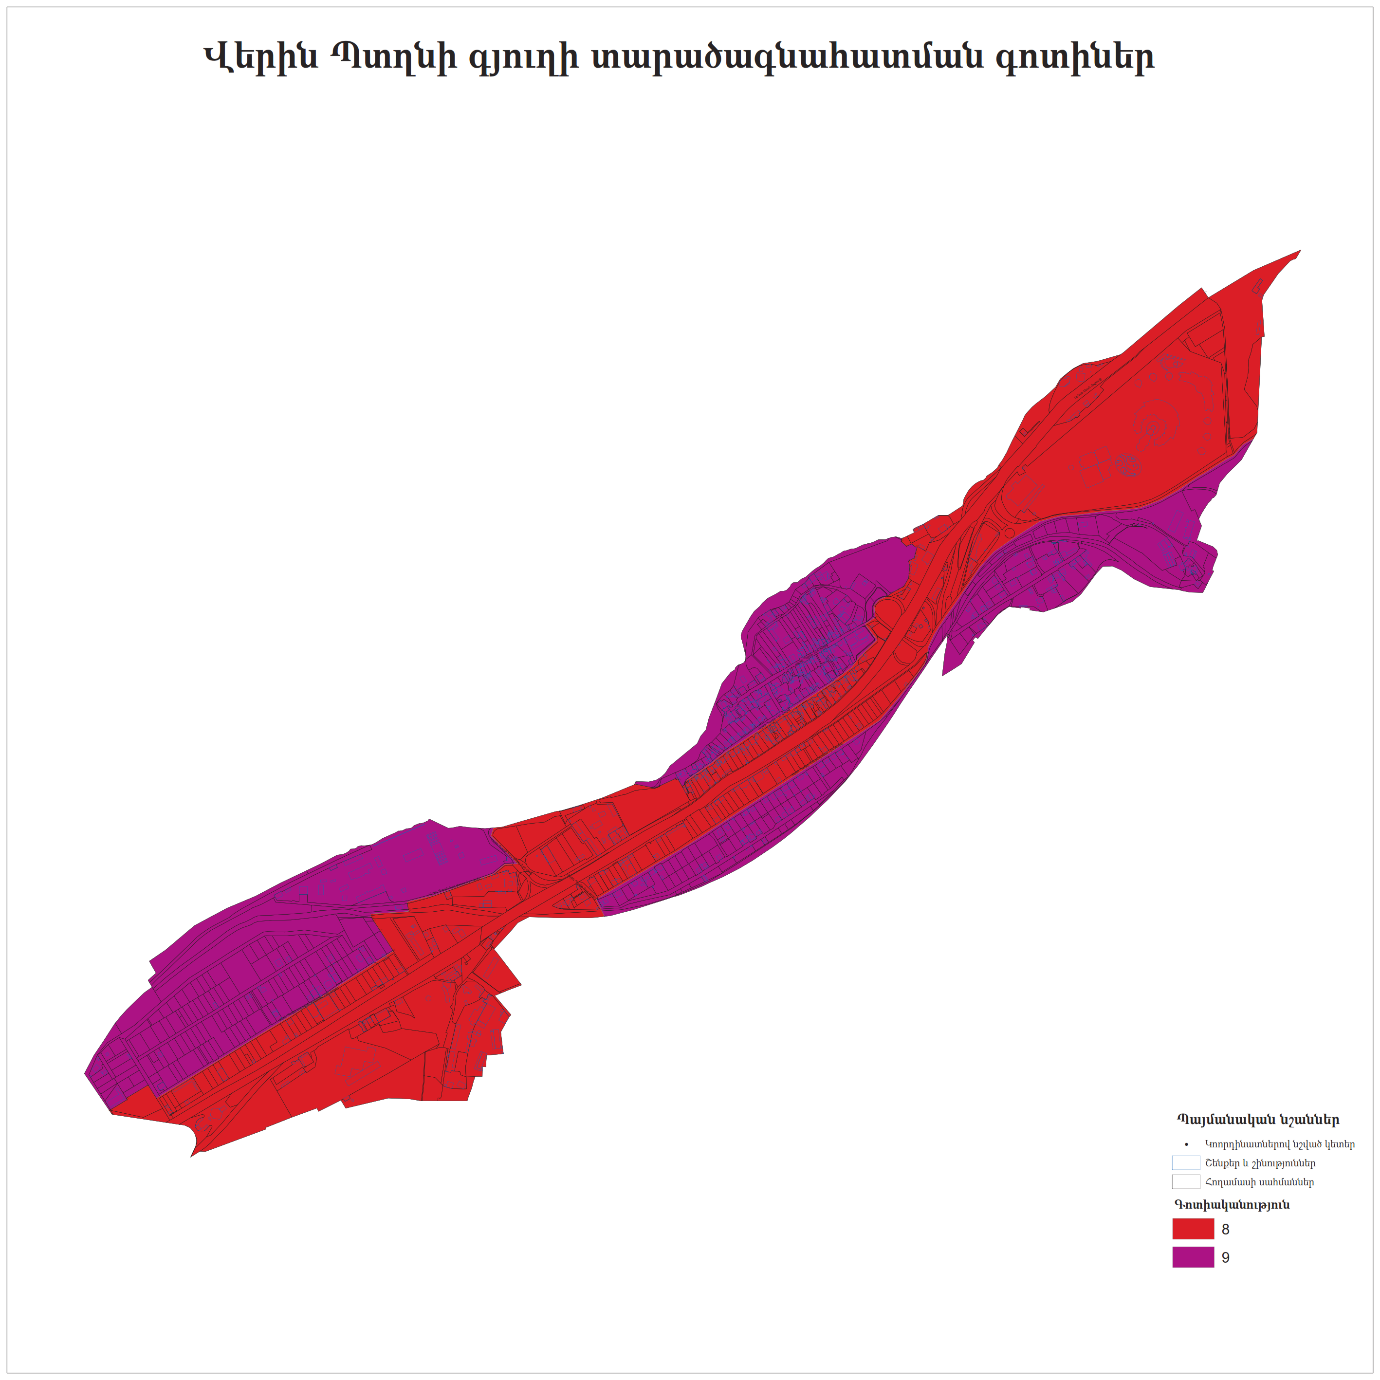 Վերին Պտղնի գյուղի տարածագնահատման գոտիներ
Պայմանական նշաններ
Կոորդինատներով նշված կետեր
Շենքեր և շինություններ
Հողամասի սահմաններ
Գոտիականություն
8
9